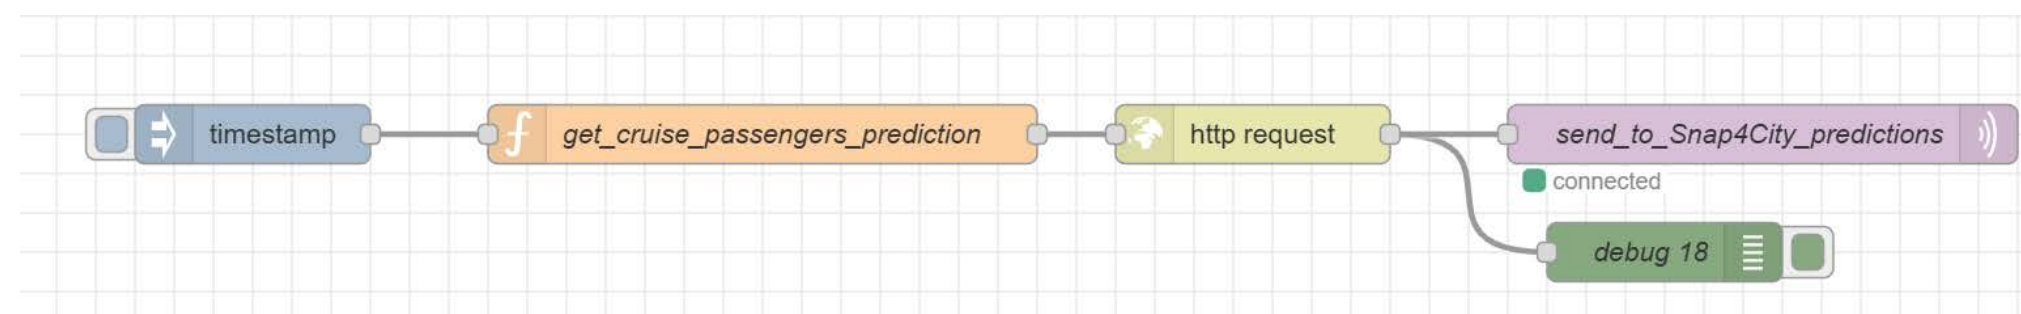 timestamp
get_cruise_passengers_prediction
http request
send_to_Snap4City_predictions
connected
debug 18